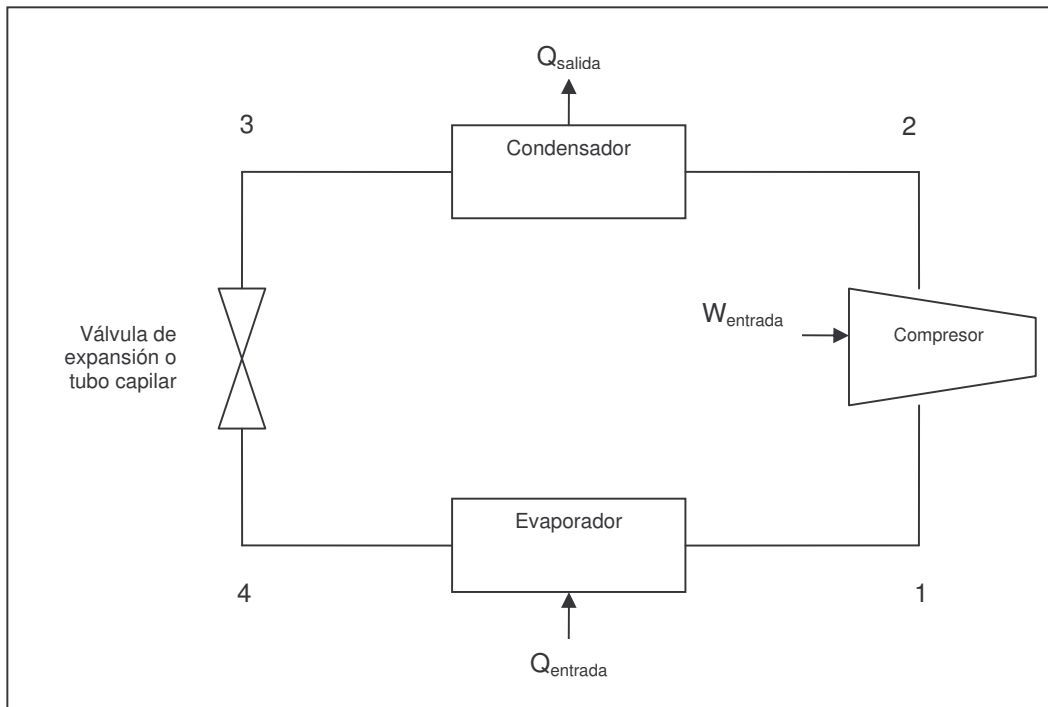 Qsalida
3
2
Condensador
Válvula de
expansión o
tubo capilar
Wentrada
Compresor
Evaporador
4
1
Qentrada